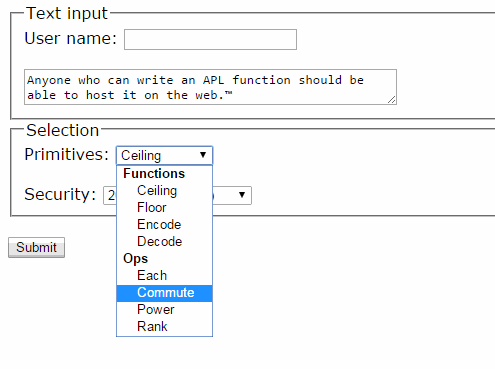 Text input
User name:
Anyone who can write an APL function should be
able to host it on the web.™
Selection
Primitives: Ceiling
Functions
Ceiling
Security: 2
Floor
Encode
Decode
Ops
Each
Submit
Commute
Power
Rank